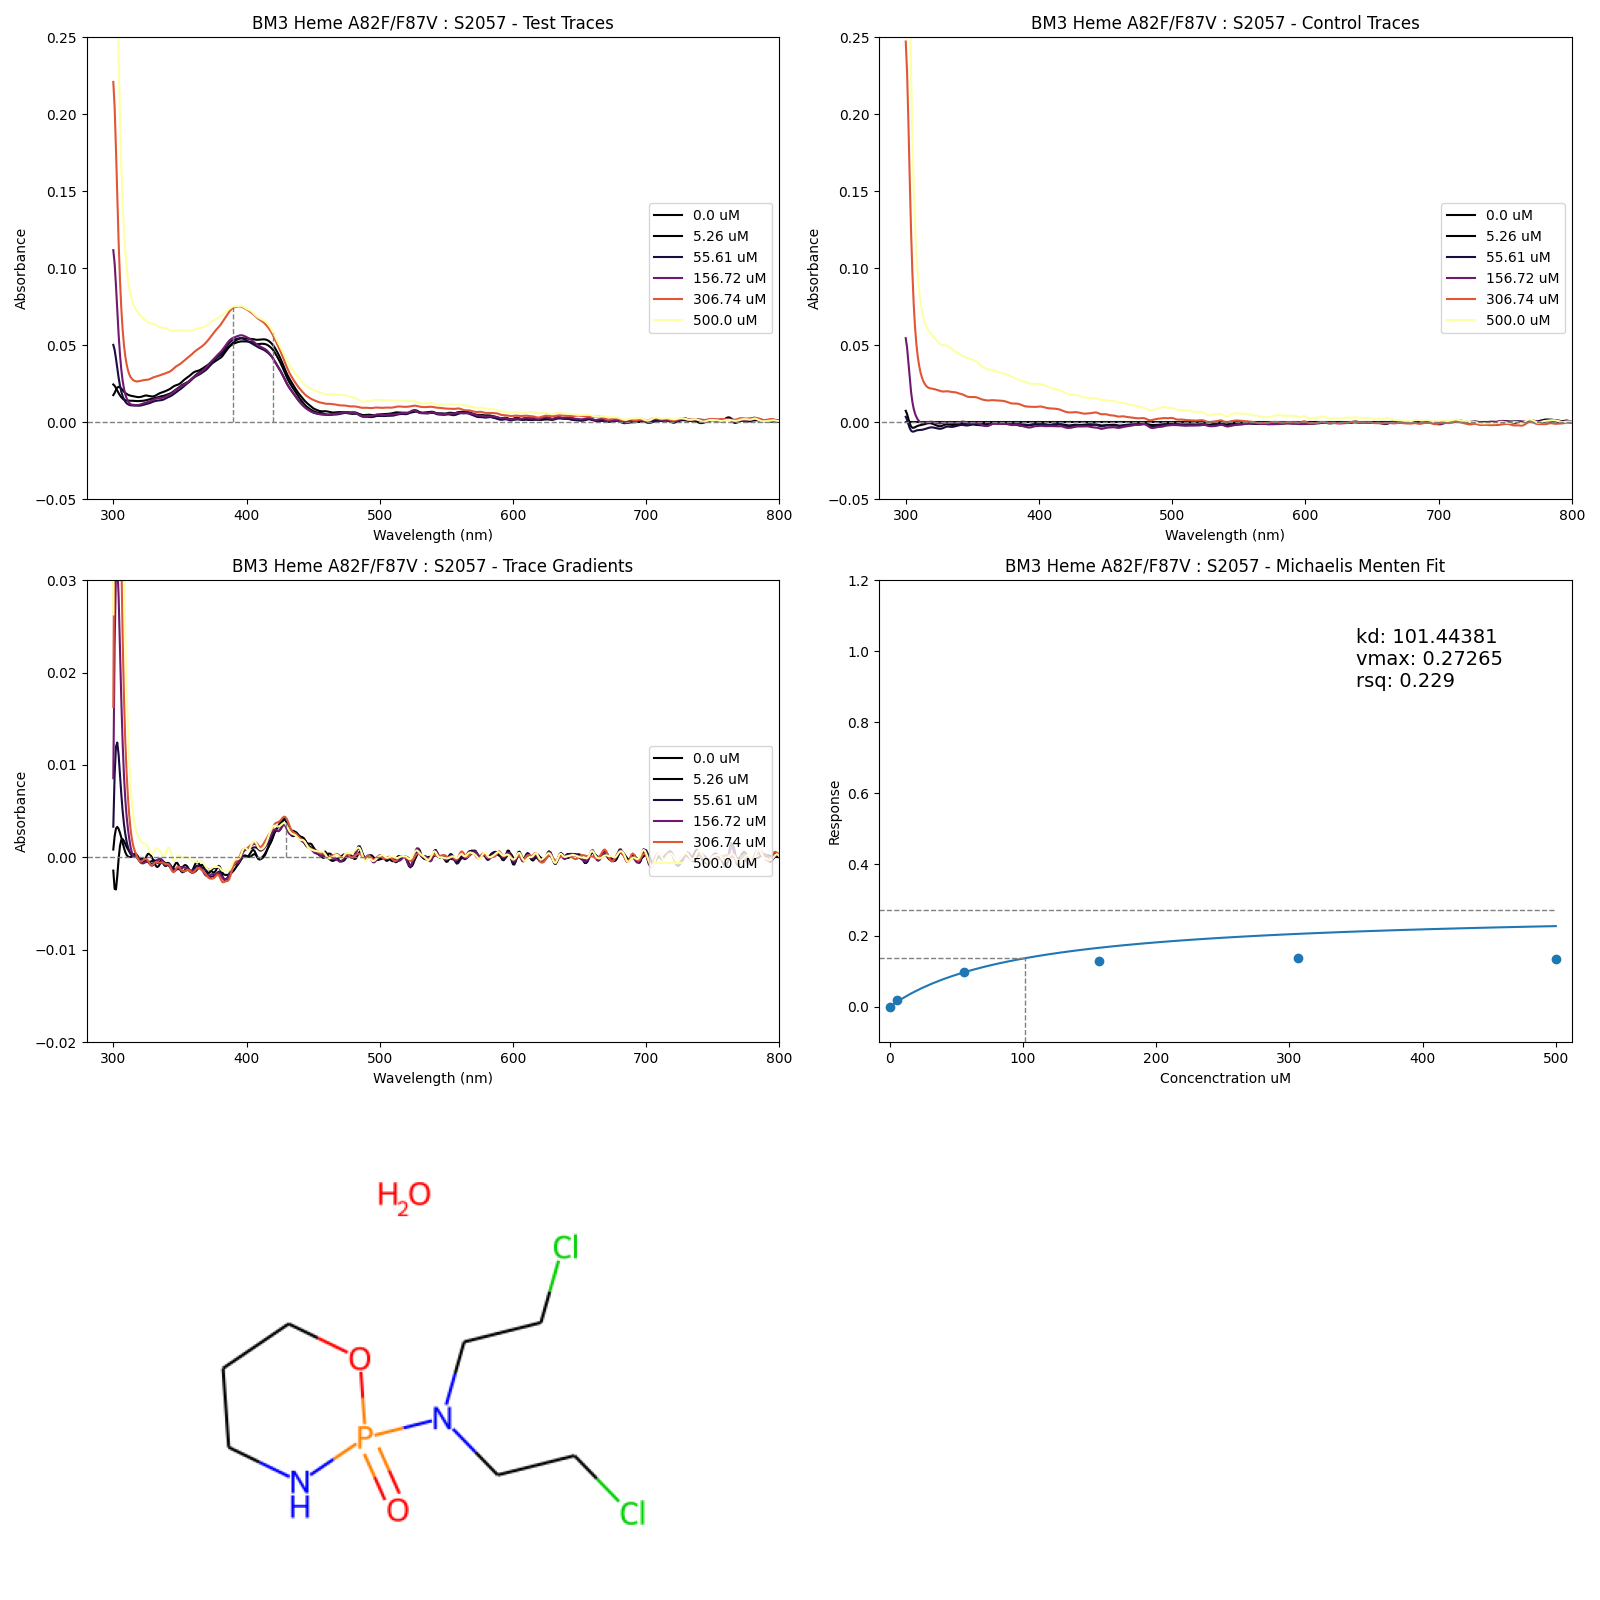 BM3 Heme A82F/F87V : S2057 - Test Traces
0.25
0.20
0.15
0.10
0.05
0.00
−0.05
Absorbance
300 400 500 600 700 800
Wavelength (nm)
0.0 uM
5.26 uM
55.61 uM
156.72 uM
306.74 uM
500.0 uM
BM3 Heme A82F/F87V : S2057 - Control Traces
0.25
0.20
0.15
0.10
0.05
0.00
−0.05
Absorbance
300 400 500 600 700 800
Wavelength (nm)
0.0 uM
5.26 uM
55.61 uM
156.72 uM
306.74 uM
500.0 uM
BM3 Heme A82F/F87V : S2057 - Trace Gradients
0.03
0.02
0.01
0.00
−0.01
−0.02
Absorbance
300 400 500 600 700 800
Wavelength (nm)
0.0 uM
5.26 uM
55.61 uM
156.72 uM
306.74 uM
500.0 uM
BM3 Heme A82F/F87V : S2057 - Michaelis Menten Fit
1.2
1.0
0.8
0.6
0.4
0.2
0.0
Response
kd: 101.44381
vmax: 0.27265
rsq: 0.229
0 100 200 300 400 500
Concenctration uM
H2O
Cl
O
N
P
N
H
O
Cl